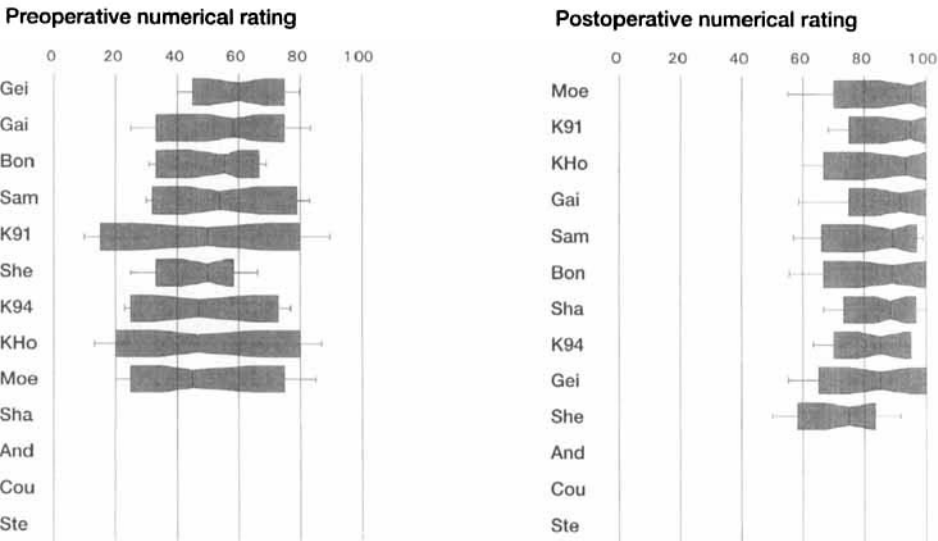 Preoperative numerical rating
0 20 40 60 80 100
Gei
Gai
Bon
Sam
K91
She
K94
KHo
Moe
Sha
And
Cou
Ste
Postoperative numerical rating
0 20 40 60 80 100
Moe
K91
KHo
Gai
Sam
Bon
Sha
K94
Gei
She
And
Cou
Ste